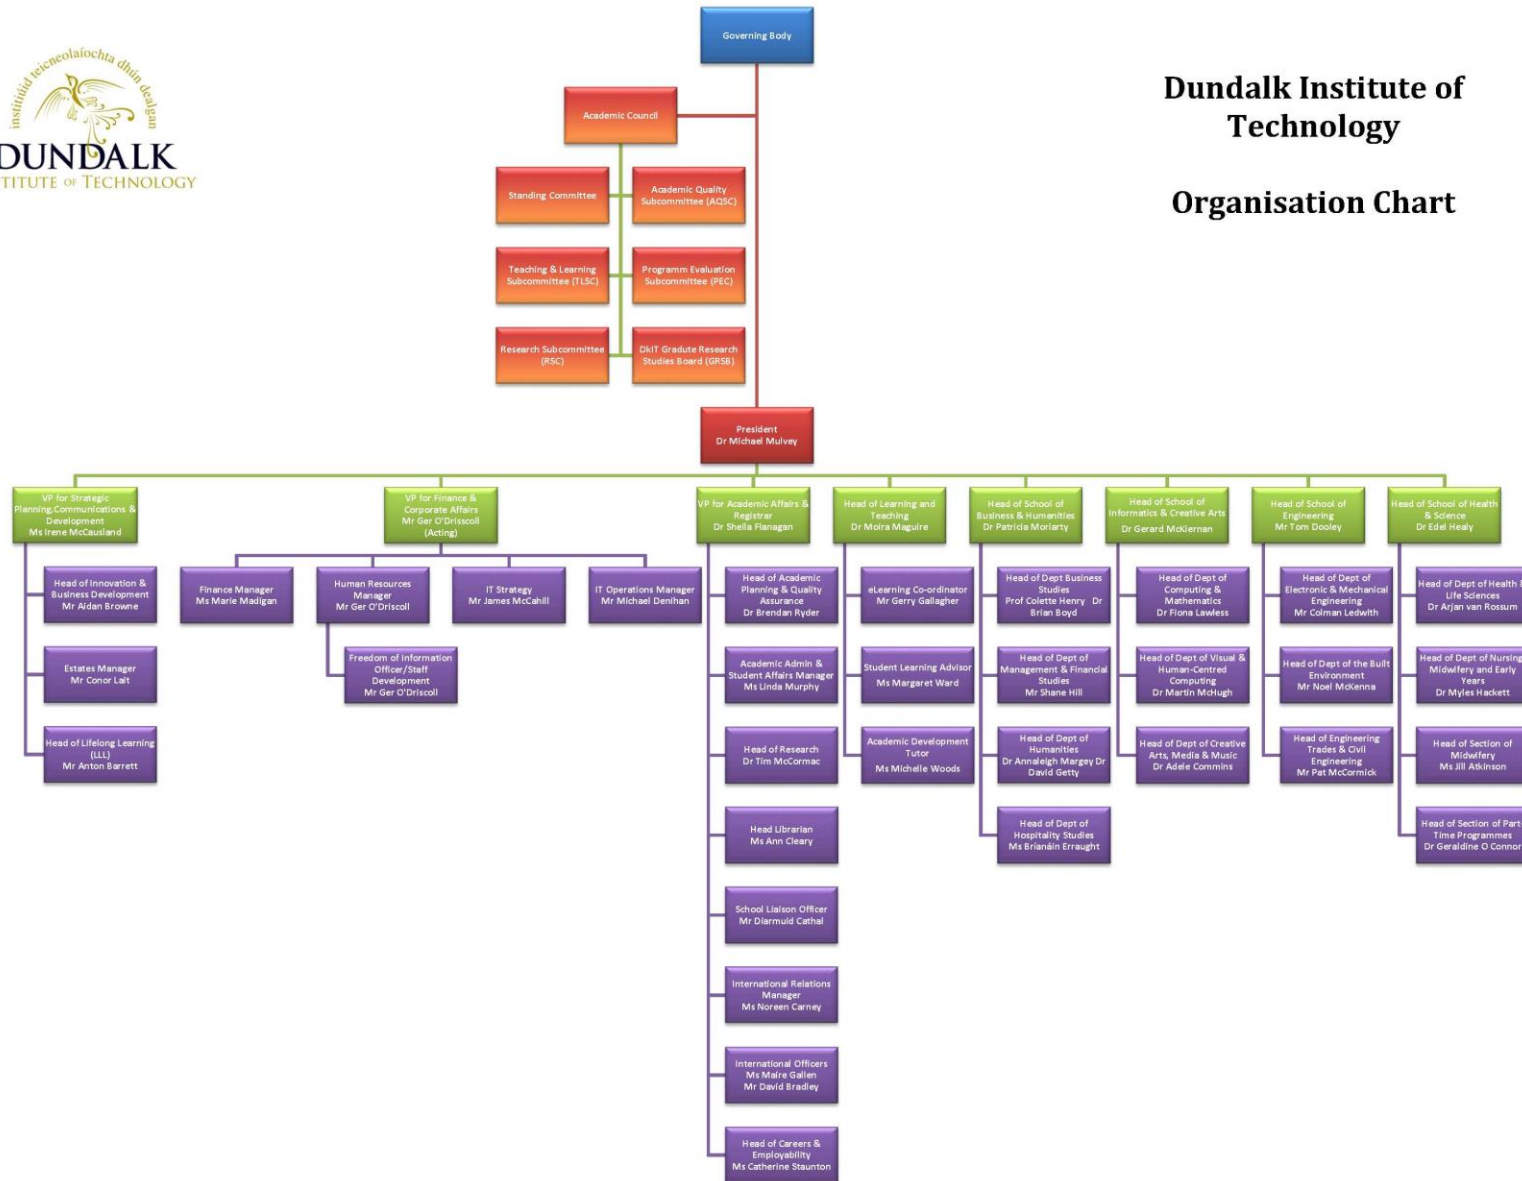 institiúid teicneolaíochta dhún dealgan
DUNDALK
TITUTE OF TECHNOLOGY
Dundalk Institute of
Technology
Organisation Chart
Governing Body
Academic Council
Standing Committee
Academic Quality
Subcommittee (AQSC)
Teaching & Learning
Subcommittee (TLSC)
Programm Evaluation
Subcommittee (PEC)
Research Subcommittee
(RSC)
DkIT Gradute Research
Studies Board (GRSB)
President
Dr Michael Mulvey
VP for Strategic
Planning,Communications &
Development
Ms Irene McCausland
VP for Finance &
Corporate Affairs
Mr Ger O'Drisscoll
(Acting)
VP for Academic Affairs &
Registrar
Dr Sheila Flanagan
Head of Learning and
Teaching
Dr Moira Maguire
Head of School of
Business & Humanities
Dr Patricia Moriarty
Head of School of
Informatics & Creative Arts
Dr Gerard McKiernan
Head of School of
Engineering
Mr Tom Dooley
Head of School of Health
& Science
Dr Edel Healy
Head of Innovation &
Business Development
Mr Aidan Browne
Estates Manager
Mr Conor Lait
Head of Lifelong Learning
(LLL)
Mr Anton Barrett
Finance Manager
Ms Marie Madigan
Human Resources
Manager
Mr Ger O'Driscoll
Freedom of Information
Officer/Staff
Development
Mr Ger O'Driscoll
IT Strategy
Mr James McCahill
IT Operations Manager
Mr Michael Denihan
Head of Academic
Planning & Quality
Assurance
Dr Brendan Ryder
Academic Admin &
Student Affairs Manager
Ms Linda Murphy
Head of Research
Dr Tim McCormac
Head Librarian
Ms Ann Cleary
School Liaison Officer
Mr Diarmuid Cathal
International Relations
Manager
Ms Noreen Carney
International Officers
Ms Maire Gallen
Mr David Bradley
Head of Careers &
Employability
Ms Catherine Staunton
eLearning Co-ordinator
Mr Gerry Gallagher
Student Learning Advisor
Ms Margaret Ward
Academic Development
Tutor
Ms Michelle Woods
Head of Dept Business
Studies
Prof Colette Henry Dr
Brian Boyd
Head of Dept of
Management & Financial
Studies
Mr Shane Hill
Head of Dept of
Humanities
Dr Annaleigh Margey Dr
David Getty
Head of Dept of
Hospitality Studies
Ms Brianáin Erraught
Head of Dept of
Computing &
Mathematics
Dr Fiona Lawless
Head of Dept of Visual &
Human-Centred
Computing
Dr Martin McHugh
Head of Dept of Creative
Arts, Media & Music
Dr Adele Commins
Head of Dept of
Electronic & Mechanical
Engineering
Mr Colman Ledwith
Head of Dept of the Built
Environment
Mr Noel McKenna
Head of Engineering
Trades & Civil
Engineering
Mr Pat McCormick
Head of Dept of Health &
Life Sciences
Dr Arjan van Rossum
Head of Dept of Nursing
Midwifery and Early
Years
Dr Myles Hackett
Head of Section of
Midwifery
Ms Jill Atkinson
Head of Section of Part
Time Programmes
Dr Geraldine O Connor